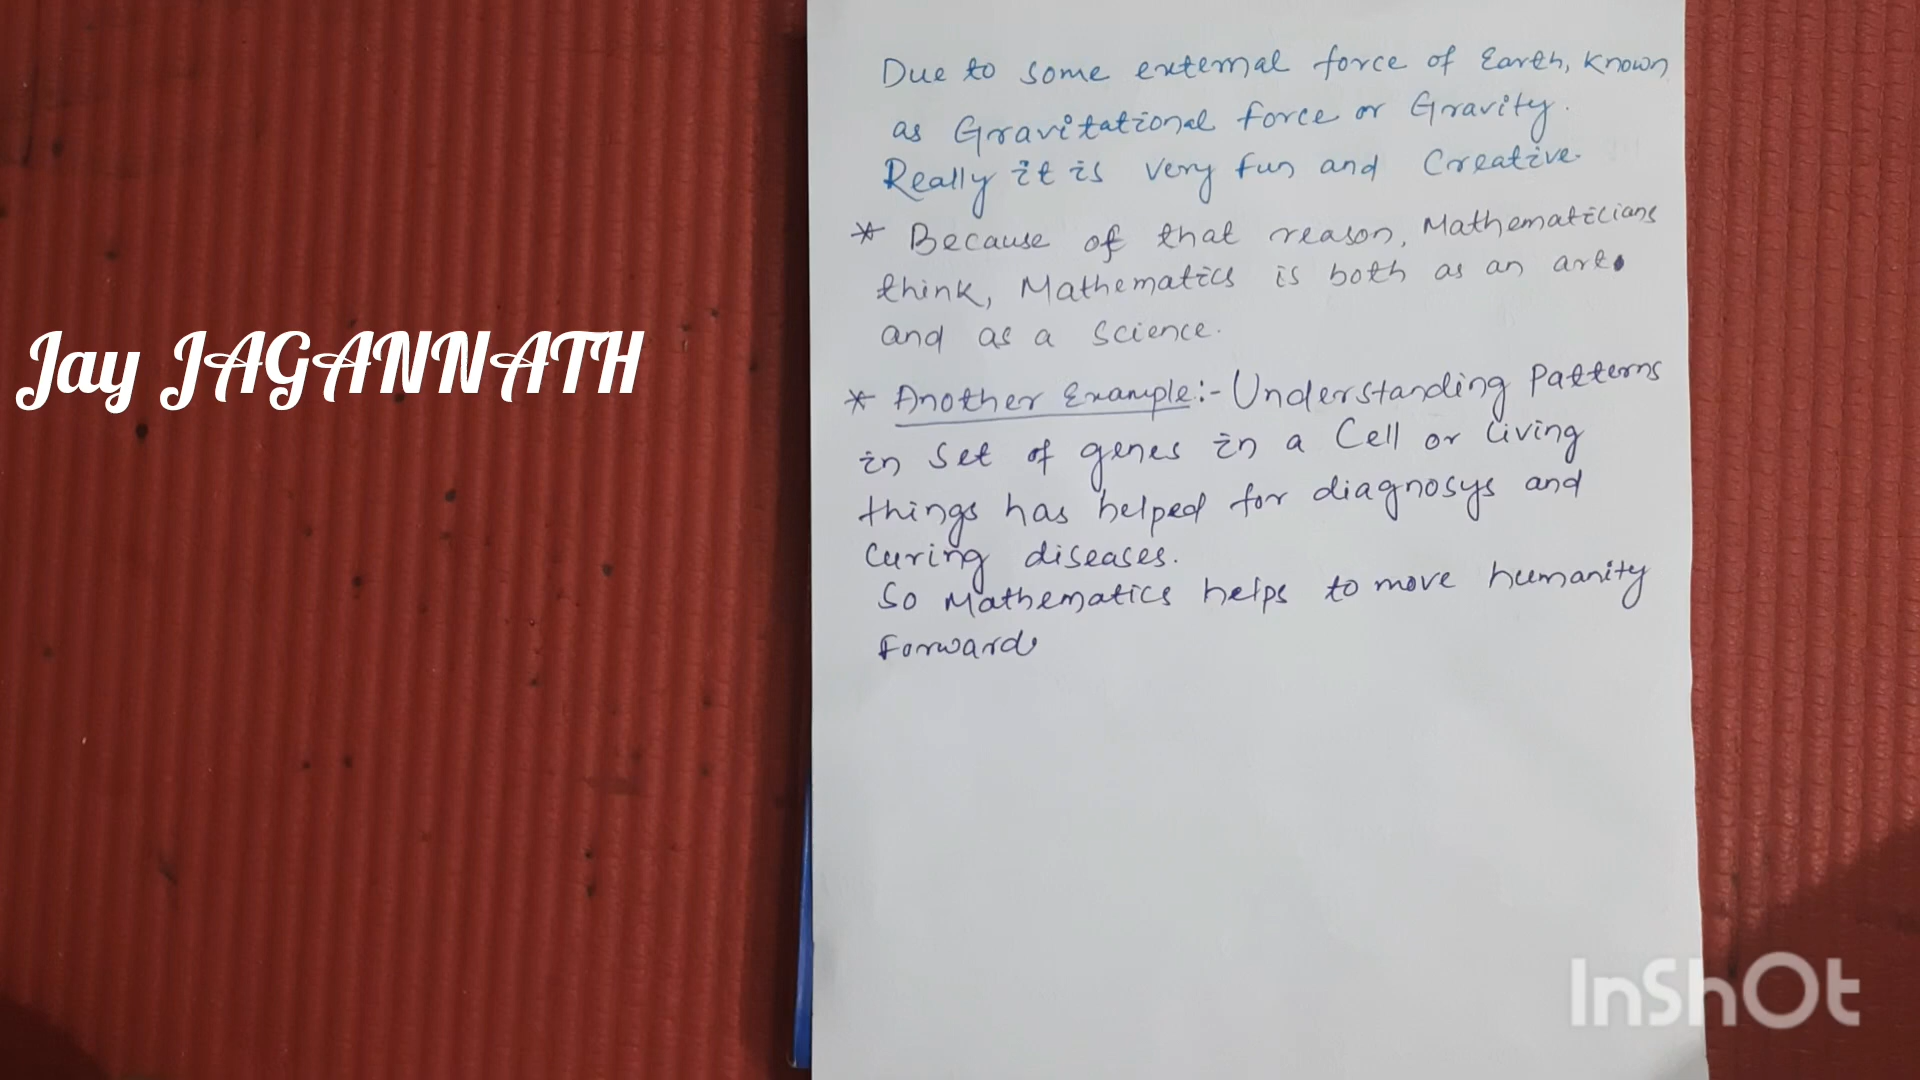 Due to some external force of Earth, known
as Gravitational force or Gravity.
Really it is very fun and Creative.
* Because of that reason, Mathematicians
think, Mathematics is both as an art
and as a science.
* Another Example:- Understanding Patterns
in set of genes in a Cell or living
things has helped for diagnosys and
curing diseases.
So Mathematics helps to move humanity
forward
Jay JAGANNATH
InShOt